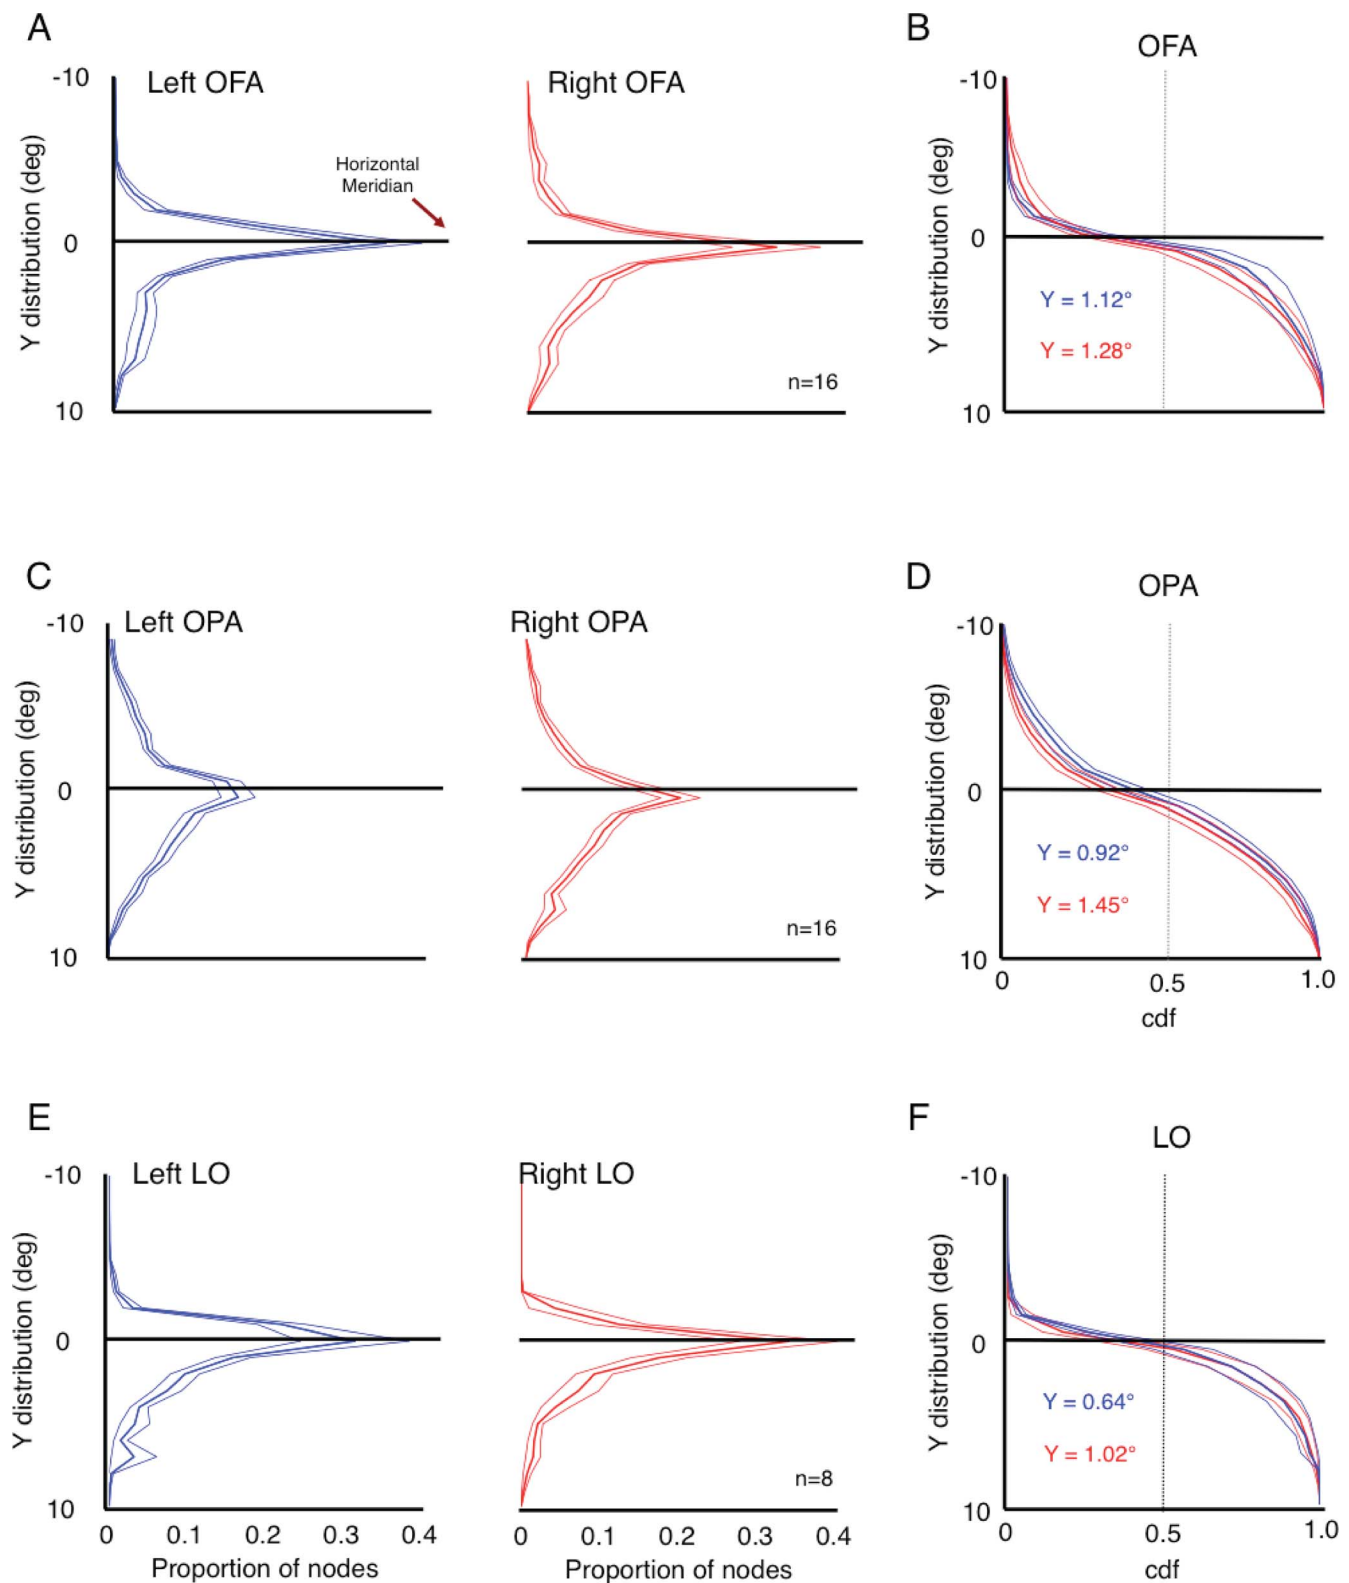 A
B
OFA
-10
Left OFA
Right OFA
-10
Y distribution (deg)
Horizontal
Meridian
0
n=16
10
Y distribution (deg)
0
Y = 1.12°
Y = 1.28°
10
C
D
OPA
-10
Left OPA
Right OPA
-10
Y distribution (deg)
0
n=16
10
Y distribution (deg)
0
Y = 0.92°
Y = 1.45°
10
0 0.5 1.0
cdf
E
F
LO
-10
Left LO
Right LO
-10
Y distribution (deg)
0
n=8
10
0 0.1 0.2 0.3 0.4
Proportion of nodes
0 0.1 0.2 0.3 0.4
Proportion of nodes
Y distribution (deg)
0
Y = 0.64°
Y = 1.02°
10
0 0.5 1.0
cdf